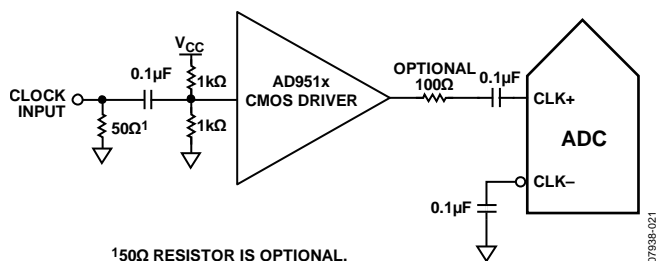 VCC
0.1µF
1kΩ
CLOCK
INPUT
50Ω1
1kΩ
AD951x
CMOS DRIVER
OPTIONAL
100Ω
0.1µF
CLK+
ADC
CLK–
0.1µF
150Ω RESISTOR IS OPTIONAL.
07938-021